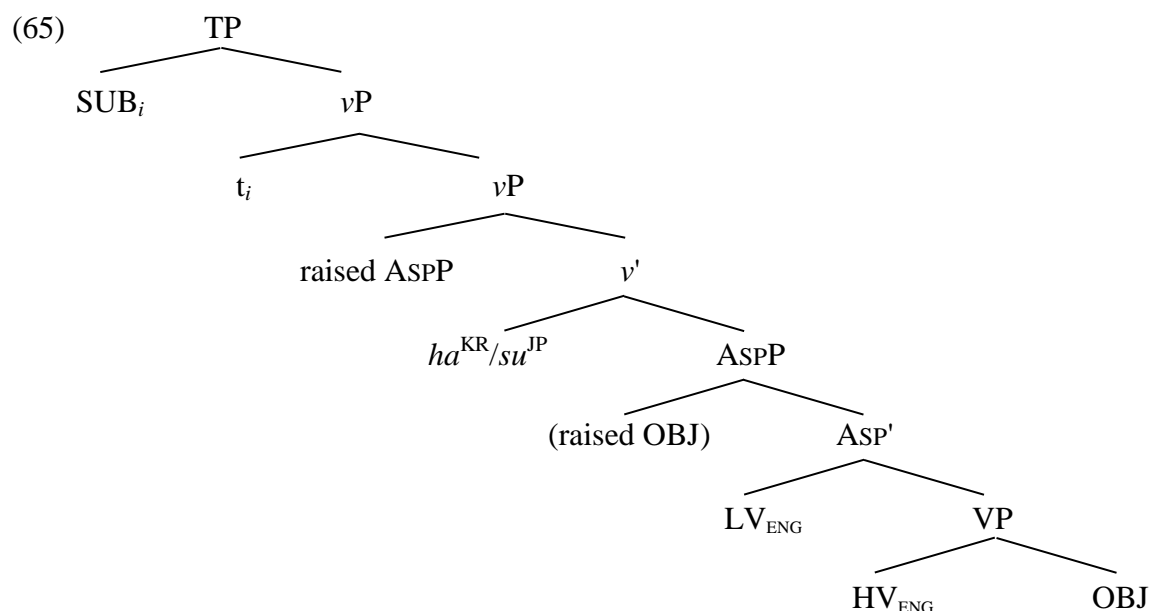 (65) TP
SUBi vP
ti vP
raised ASPP v'
haKR/suJP ASPP
(raised OBJ) ASP'
LVENG VP
HVENG OBJ